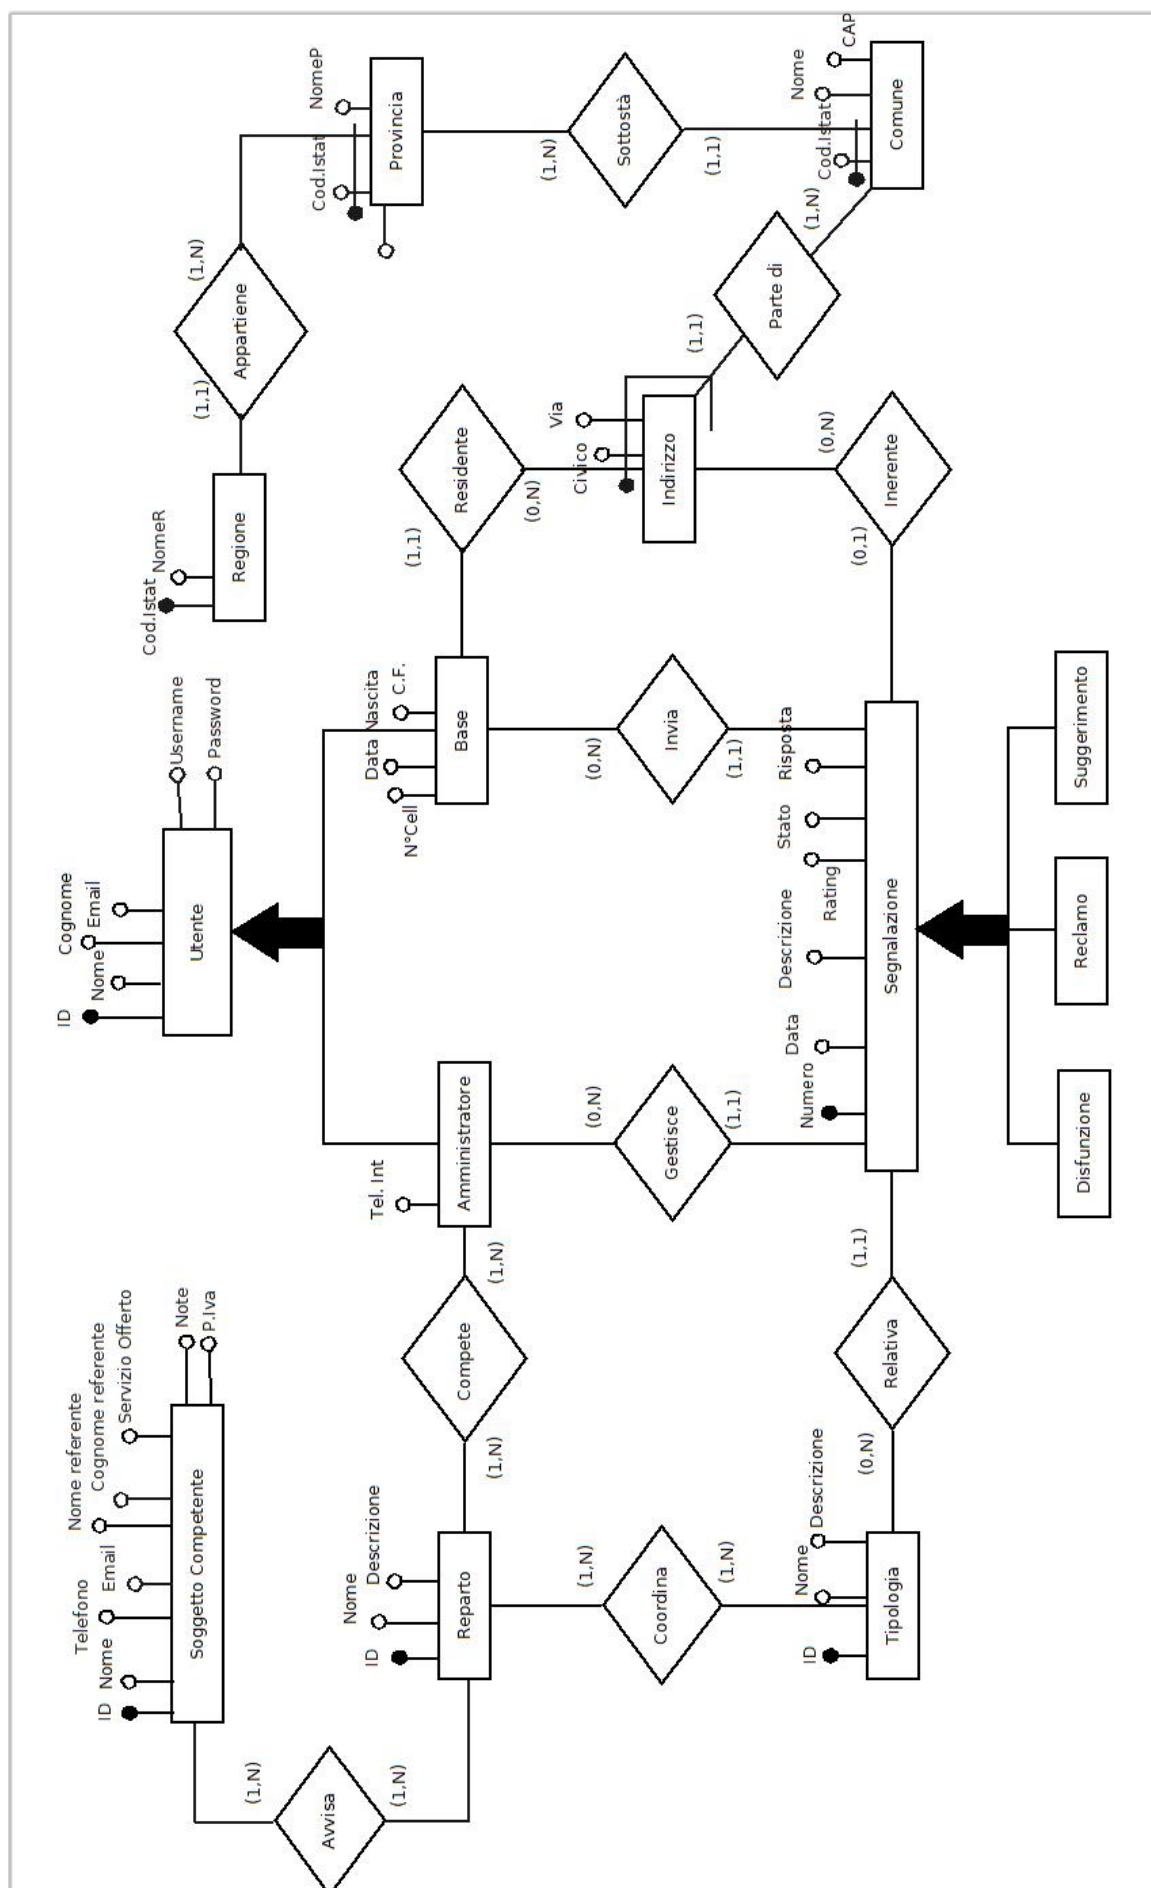 ID
Nome
Telefono
Email
Nome referente
Cognome referente
Servizio Offerto
Note
P.Iva
Soggetto Competente
ID
Nome
Cognome
Email
Username
Password
Utente
Cod.Istat
NomeR
Regione
(1,1)
Appartiene
(1,N)
Cod.Istat
NomeP
Provincia
(1,N)
Avvisa
(1,N)
ID
Nome
Descrizione
Reparto
(1,N)
Compete
(1,N)
Tel. Int
Amministratore
N°Cell
Data Nascita
C.F.
Base
(1,1)
Residente
(0,N)
(1,N)
Sottostà
(1,1)
(1,N)
Coordina
(1,N)
(0,N)
Gestisce
(1,1)
(0,N)
Invia
(1,1)
Civico
Via
Indirizzo
(1,1)
Parte di
(1,N)
Cod.Istat
Nome
CAP
Comune
ID
Nome
Descrizione
Tipologia
(0,N)
Relativa
(1,1)
Numero
Data
Descrizione
Rating
Stato
Risposta
Segnalazione
(0,1)
Inerente
(0,N)
Disfunzione
Reclamo
Suggerimento